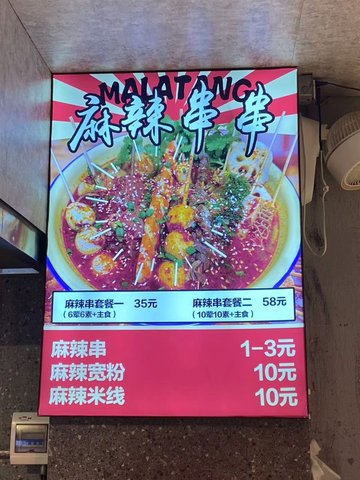 MALATANG
麻辣串串
麻辣串套餐一 35元
（6荤6素+主食）
麻辣串套餐二 58元
（10荤10素+主食）
麻辣串 1-3元
麻辣宽粉 10元
麻辣米线 10元